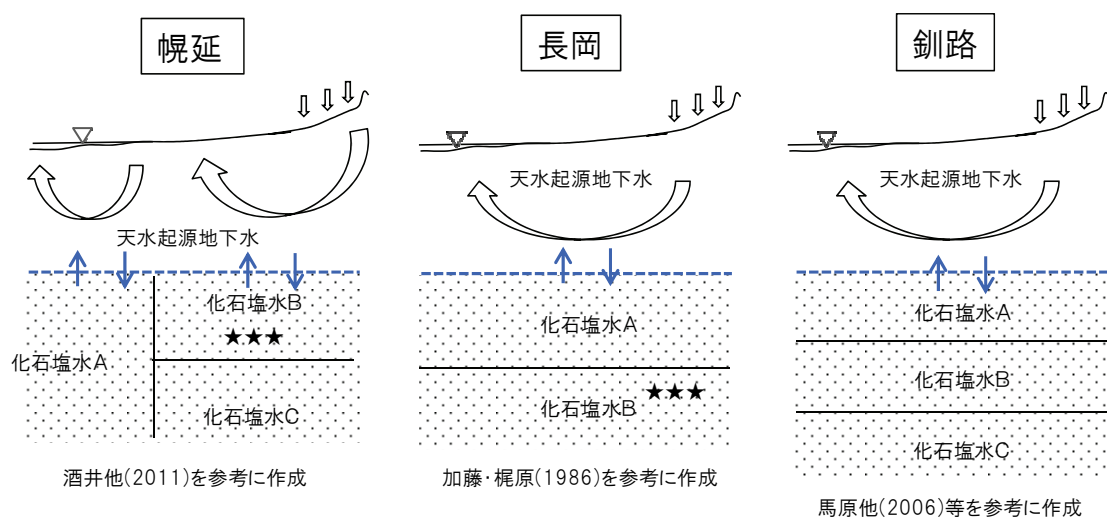 幌延
天水起源地下水
化石塩水B
★★★
化石塩水A
化石塩水C
酒井他(2011)を参考に作成
長岡
天水起源地下水
化石塩水A
化石塩水B ★★★
加藤・梶原(1986)を参考に作成
釧路
天水起源地下水
化石塩水A
化石塩水B
化石塩水C
馬原他(2006)等を参考に作成